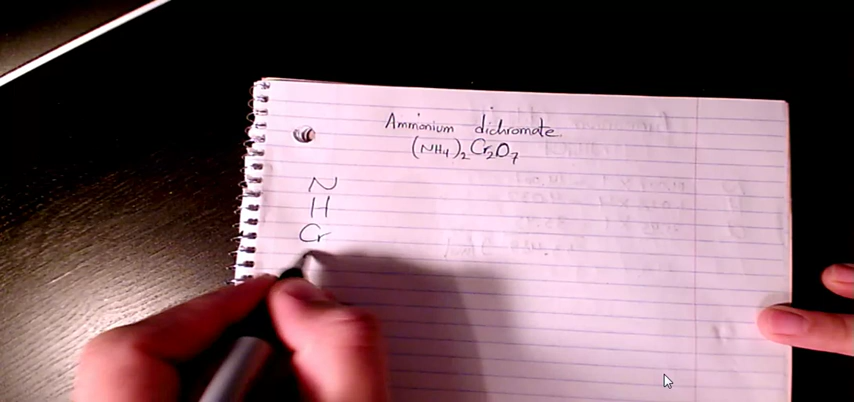 Ammonium dichromate
(NH₄)₂Cr₂O₇
N
H
Cr